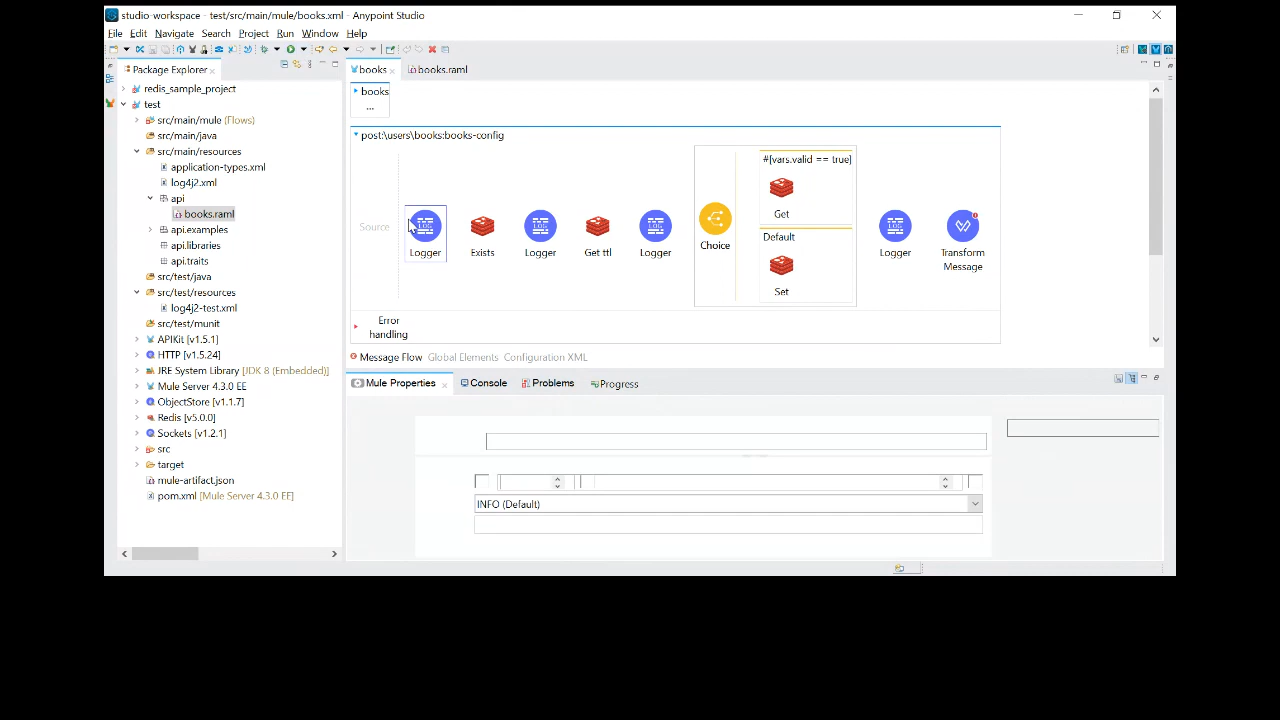 studio-workspace - test/src/main/mule/books.xml - Anypoint Studio
File Edit Navigate Search Project Run Window Help
Package Explorer
redis_sample_project
test
src/main/mule (Flows)
src/main/java
src/main/resources
application-types.xml
log4j2.xml
api
books.raml
api.examples
api.libraries
api.traits
src/test/java
src/test/resources
log4j2-test.xml
src/test/munit
APIKit [v1.5.1]
HTTP [v1.5.24]
JRE System Library [JDK 8 (Embedded)]
Mule Server 4.3.0 EE
ObjectStore [v1.1.7]
Redis [v5.0.0]
Sockets [v1.2.1]
src
target
mule-artifact.json
pom.xml [Mule Server 4.3.0 EE]
books
books.raml
books
...
post:\users\books:books-config
Source
LOG
Logger
Exists
LOG
Logger
Get ttl
LOG
Logger
Choice
#[vars.valid == true]
Get
Default
Set
LOG
Logger
Transform
Message
Error
handling
Message Flow Global Elements Configuration XML
Mule Properties
Console
Problems
Progress
INFO (Default)